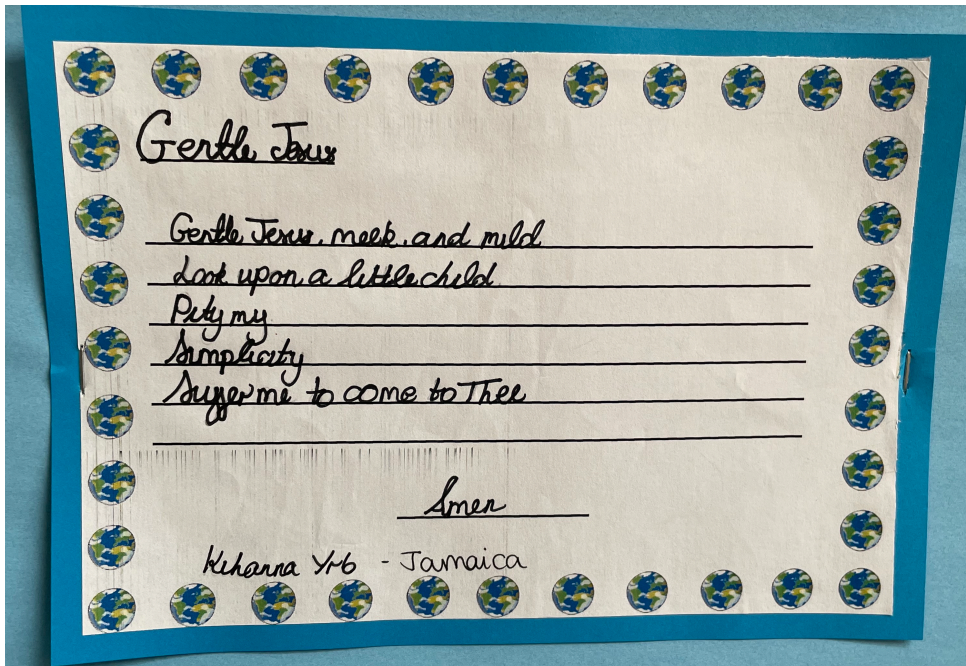 Gentle Jesus
Gentle Jesus, meek, and mild
Look upon a little child
Pity my
Simplicity
Suffer me to come to Thee
Amen
Kihanna Yr6 - Jamaica